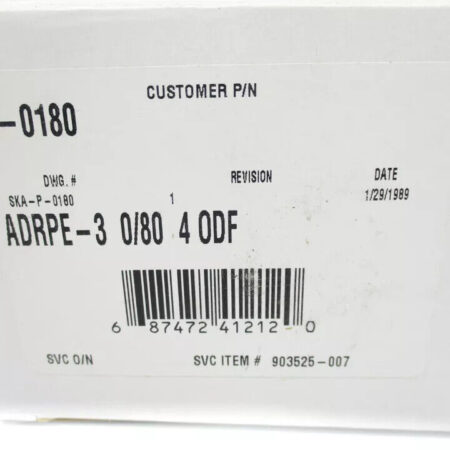 CUSTOMER P/N
-0180
DWG. # REVISION DATE
SKA-P-0180 1 1/29/1989
ADRPE-3 0/80 4 ODF
6 87472 41212 0
SVC O/N SVC ITEM # 903525-007